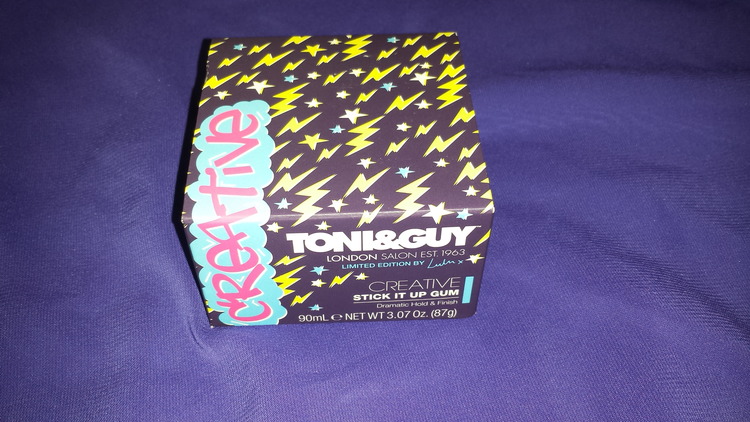 CREATIVE
TONI&GUY
LONDON SALON EST. 1963
LIMITED EDITION BY Lulu x
CREATIVE
STICK IT UP GUM
Dramatic Hold & Finish
90mL ℮ NET WT 3.07 Oz. (87g)